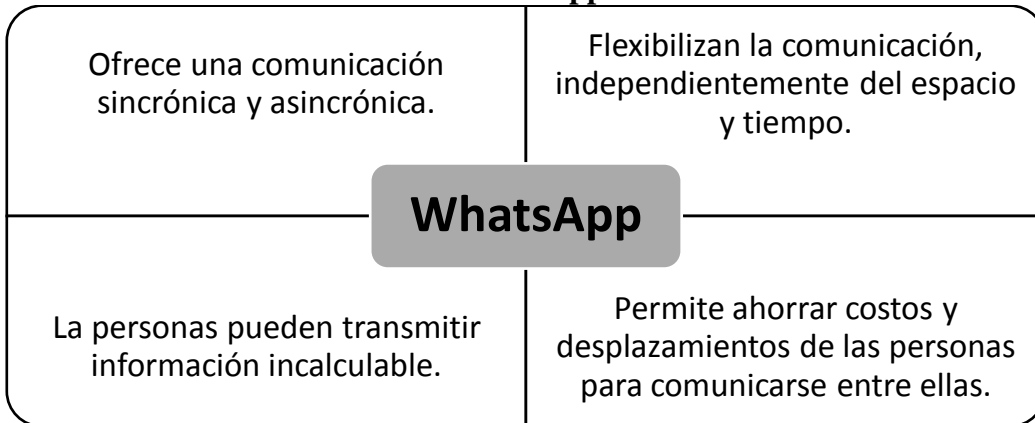 Ofrece una comunicación
sincrónica y asincrónica.
Flexibilizan la comunicación,
independientemente del espacio
y tiempo.
WhatsApp
La personas pueden transmitir
información incalculable.
Permite ahorrar costos y
desplazamientos de las personas
para comunicarse entre ellas.